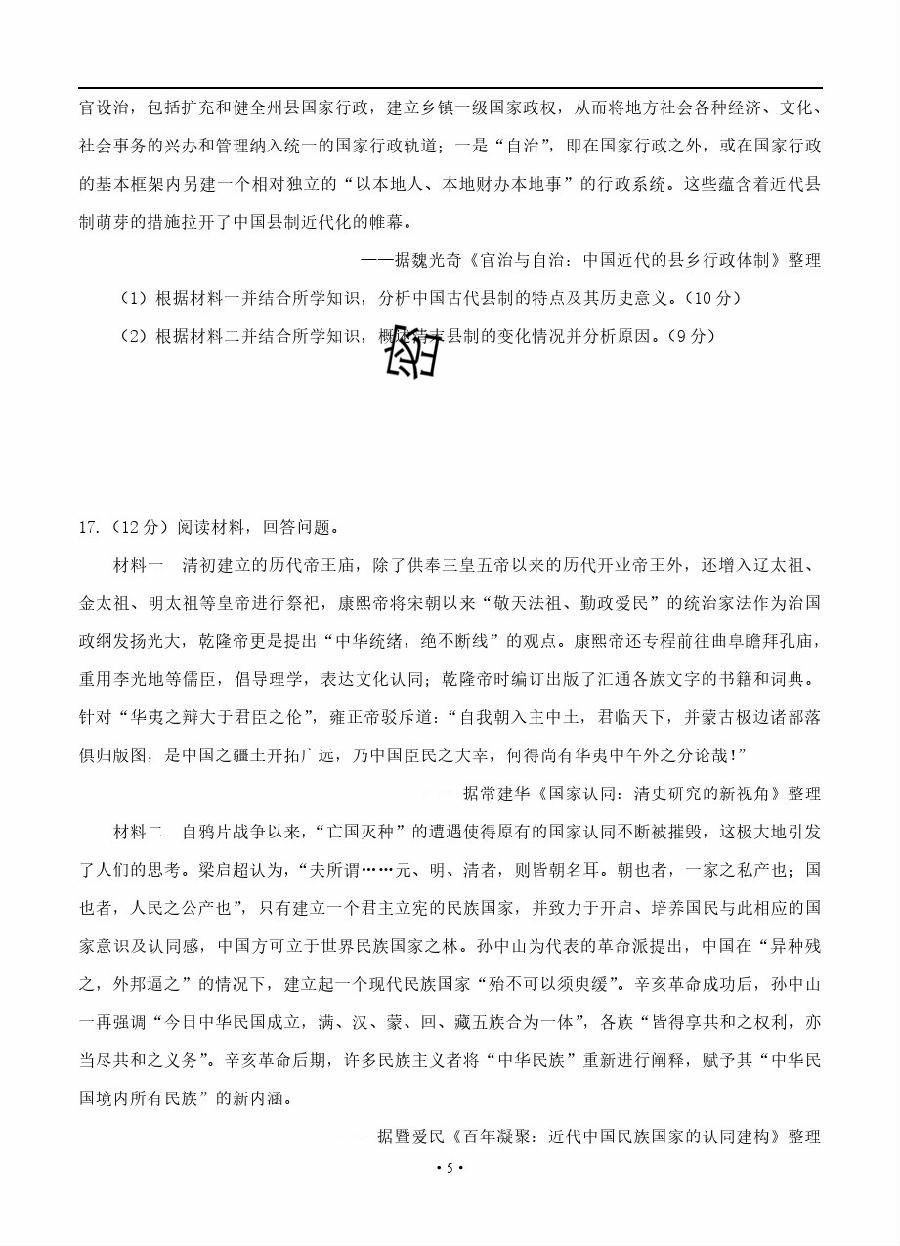 官设治，包括扩充和健全州县国家行政，建立乡镇一级国家政权，从而将地方社会各种经济、文化、
社会事务的兴办和管理纳入统一的国家行政轨道；一是“自治”，即在国家行政之外，或在国家行政
的基本框架内另建一个相对独立的“以本地人、本地财办本地事”的行政系统。这些蕴含着近代县
制萌芽的措施拉开了中国县制近代化的帷幕。
——据魏光奇《官治与自治：中国近代的县乡行政体制》整理
（1）根据材料一并结合所学知识，分析中国古代县制的特点及其历史意义。（10 分）
（2）根据材料二并结合所学知识，概述清末县制的变化情况并分析原因。（9 分）
密
17.（12 分）阅读材料，回答问题。
材料一 清初建立的历代帝王庙，除了供奉三皇五帝以来的历代开业帝王外，还增入辽太祖、
金太祖、明太祖等皇帝进行祭祀，康熙帝将宋朝以来“敬天法祖、勤政爱民”的统治家法作为治国
政纲发扬光大，乾隆帝更是提出“中华统绪，绝不断线”的观点。康熙帝还专程前往曲阜瞻拜孔庙，
重用李光地等儒臣，倡导理学，表达文化认同；乾隆帝时编订出版了汇通各族文字的书籍和词典。
针对“华夷之辩大于君臣之伦”，雍正帝驳斥道：“自我朝入主中土，君临天下，并蒙古极边诸部落
俱归版图，是中国之疆土开拓广远，乃中国臣民之大幸，何得尚有华夷中午外之分论哉！”
据常建华《国家认同：清史研究的新视角》整理
材料二 自鸦片战争以来，“亡国灭种”的遭遇使得原有的国家认同不断被摧毁，这极大地引发
了人们的思考。梁启超认为，“夫所谓……元、明、清者，则皆朝名耳。朝也者，一家之私产也；国
也者，人民之公产也”，只有建立一个君主立宪的民族国家，并致力于开启、培养国民与此相应的国
家意识及认同感，中国方可立于世界民族国家之林。孙中山为代表的革命派提出，中国在“异种残
之，外邦逼之”的情况下，建立起一个现代民族国家“殆不可以须臾缓”。辛亥革命成功后，孙中山
一再强调“今日中华民国成立，满、汉、蒙、回、藏五族合为一体”，各族“皆得享共和之权利，亦
当尽共和之义务”。辛亥革命后期，许多民族主义者将“中华民族”重新进行阐释，赋予其“中华民
国境内所有民族”的新内涵。
据暨爱民《百年凝聚：近代中国民族国家的认同建构》整理
·5·